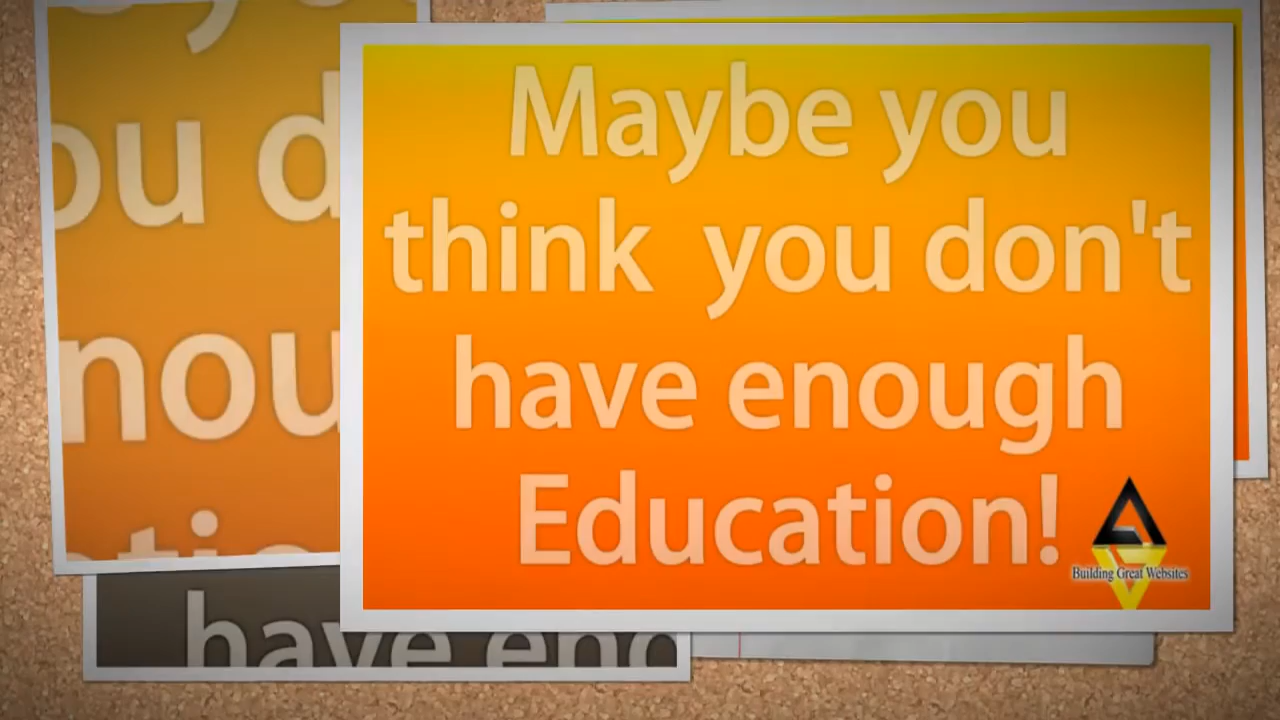 Maybe you
think  you don't
have enough
Education!
Building Great Websites
ou d
nou
have eno